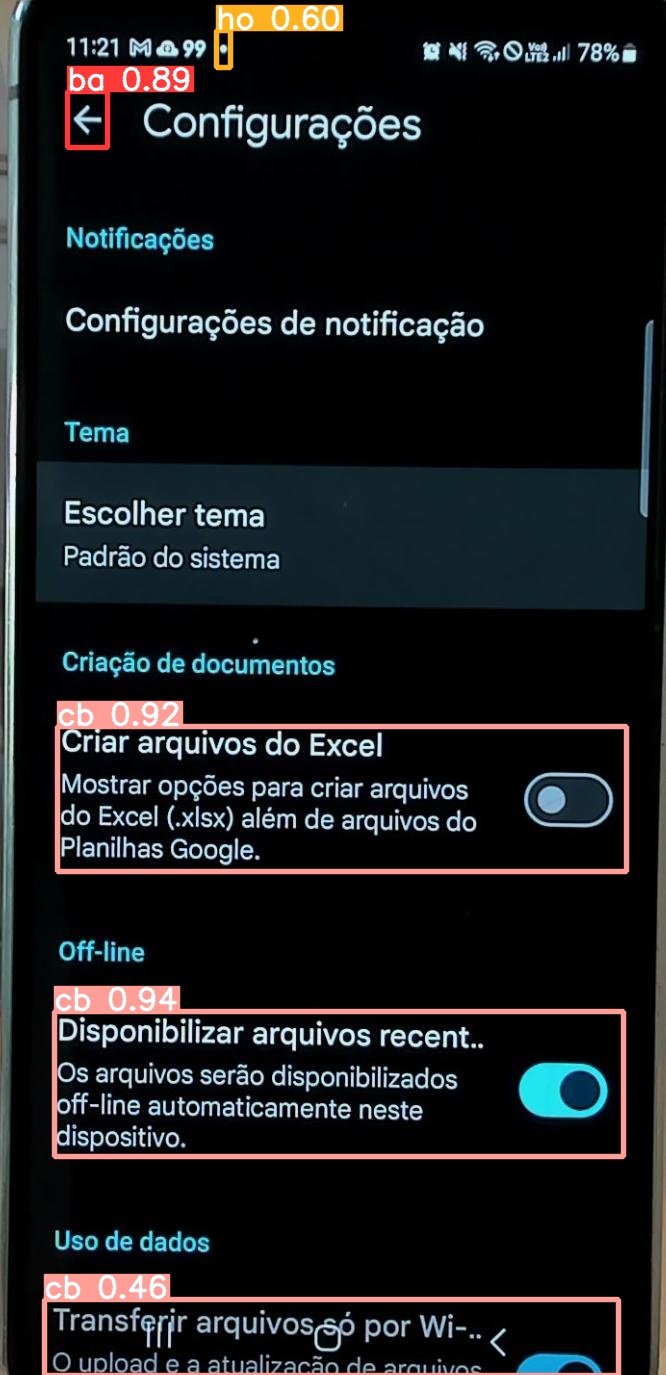 ho 0.60
11:21 99 VoD LTE2 78%
ba 0.89
Configurações
Notificações
Configurações de notificação
Tema
Escolher tema
Padrão do sistema
Criação de documentos
cb 0.92
Criar arquivos do Excel
Mostrar opções para criar arquivos
do Excel (.xlsx) além de arquivos do
Planilhas Google.
Off-line
cb 0.94
Disponibilizar arquivos recent..
Os arquivos serão disponibilizados
off-line automaticamente neste
dispositivo.
Uso de dados
cb 0.46
Transferir arquivos só por Wi-..
O upload e a atualização de arquivos